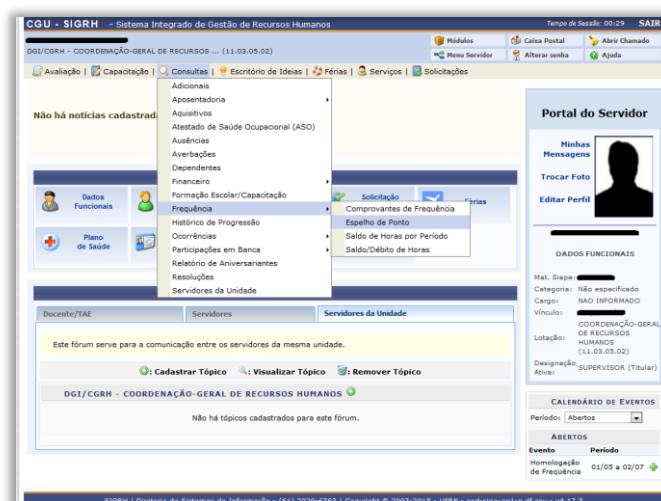 CGU - SIGRH - Sistema Integrado de Gestão de Recursos Humanos
Tempo de Sessão: 00:29 SAIR
DGI/CGRH - COORDENAÇÃO-GERAL DE RECURSOS ... (11.03.05.02)
Módulos
Caixa Postal
Abrir Chamado
Menu Servidor
Alterar senha
Ajuda
Avaliação | Capacitação | Consultas | Escritório de Ideias | Férias | Serviços | Solicitações
Adicionais
Aposentadoria
Aquisitivos
Atestado de Saúde Ocupacional (ASO)
Ausências
Averbações
Dependentes
Financeiro
Formação Escolar/Capacitação
Frequência
Histórico de Progressão
Ocorrências
Participações em Banca
Relatório de Aniversariantes
Resoluções
Servidores da Unidade
Comprovantes de Frequência
Espelho de Ponto
Saldo de Horas por Período
Saldo/Débito de Horas
Não há notícias cadastrad
Dados
Funcionais
Solicitação
rias
Plano
de Saúde
Docente/TAE
Servidores
Servidores da Unidade
Este fórum serve para a comunicação entre os servidores da mesma unidade.
: Cadastrar Tópico : Visualizar Tópico : Remover Tópico
DGI/CGRH - COORDENAÇÃO-GERAL DE RECURSOS HUMANOS
Não há tópicos cadastrados para este fórum.
Portal do Servidor
Minhas
Mensagens
Trocar Foto
Editar Perfil
DADOS FUNCIONAIS
Mat. Siape:
Categoria: Não especificado
Cargo: NAO INFORMADO
Vínculo:
Lotação: COORDENAÇÃO-GERAL
DE RECURSOS
HUMANOS
(11.03.05.02)
Designação
Ativa: SUPERVISOR (Titular)
CALENDÁRIO DE EVENTOS
Período: Abertos
ABERTOS
Evento Período
Homologação
de Freqüência 01/05 a 02/07